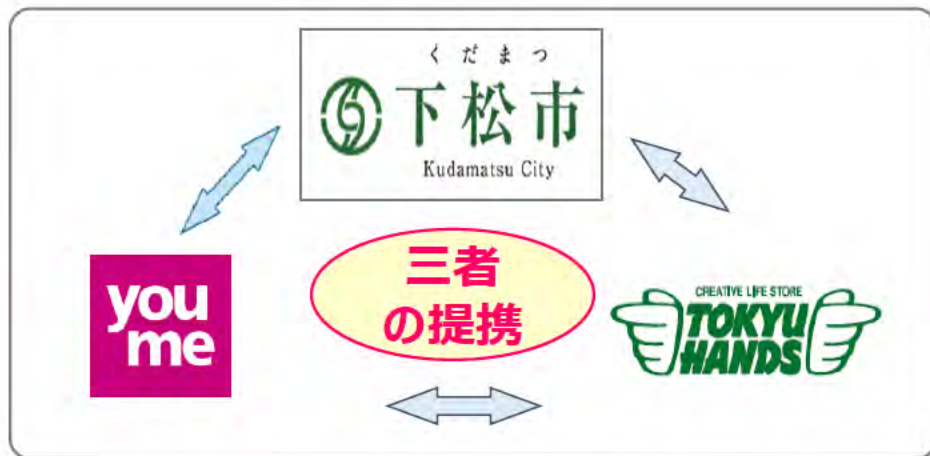 くだまつ
下松市
Kudamatsu City
三者
の提携
you
me
CREATIVE LIFE STORE
TOKYU
HANDS